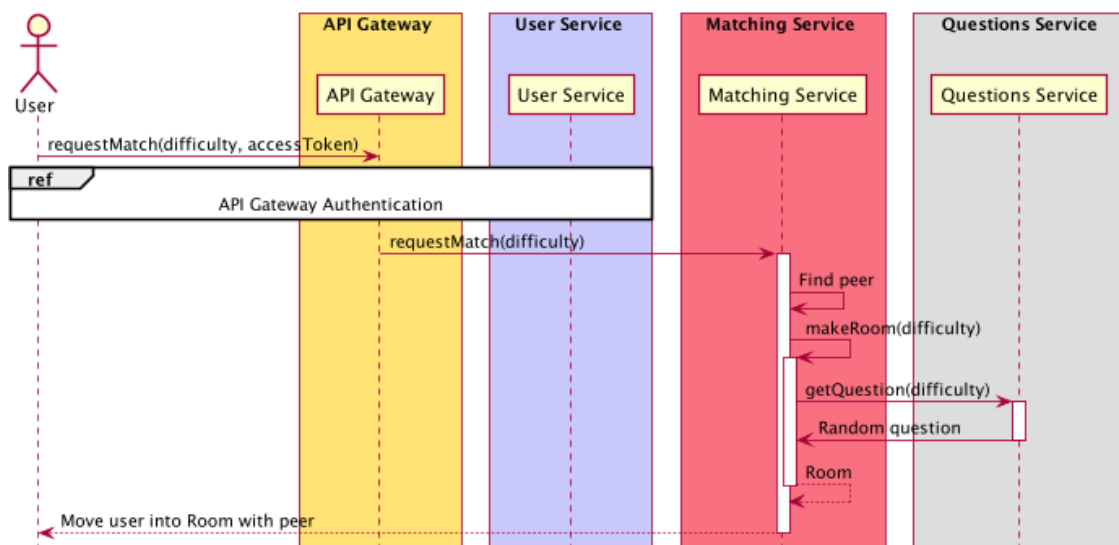 API Gateway
User Service
Matching Service
Questions Service
User
API Gateway
User Service
Matching Service
Questions Service
requestMatch(difficulty, accessToken)
ref
API Gateway Authentication
requestMatch(difficulty)
Find peer
makeRoom(difficulty)
getQuestion(difficulty)
Random question
Room
Move user into Room with peer